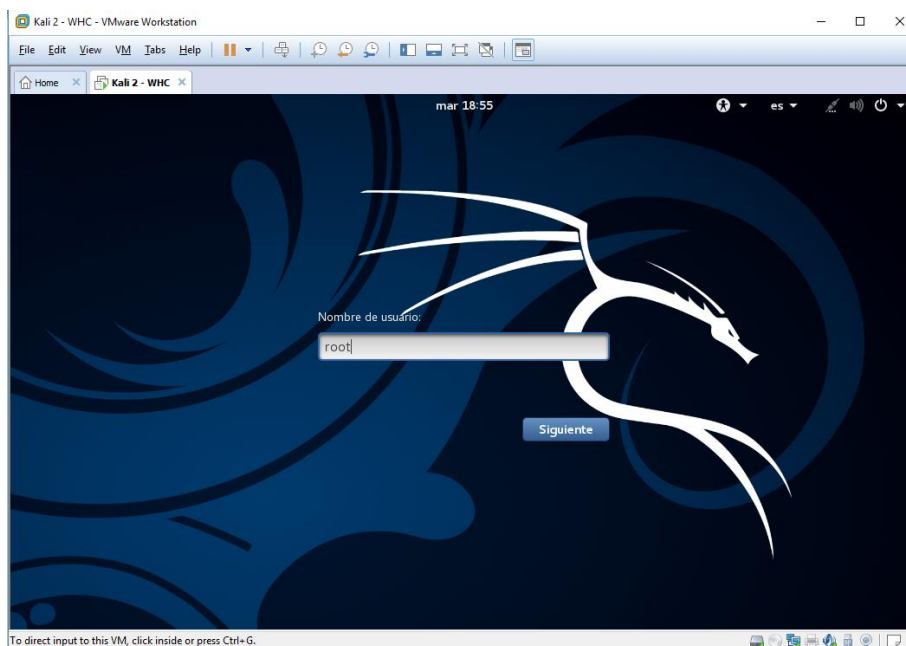 Kali 2 - WHC - VMware Workstation
File Edit View VM Tabs Help
Home Kali 2 - WHC
mar 18:55 es
Nombre de usuario:
root
Siguiente
To direct input to this VM, click inside or press Ctrl+G.